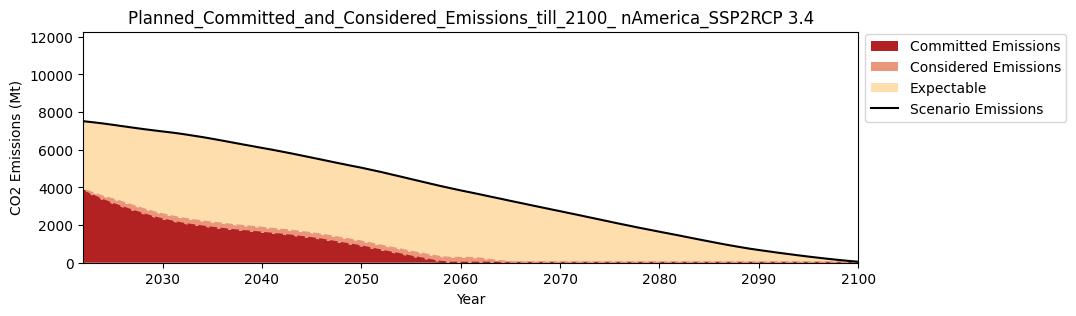 Planned_Committed_and_Considered_Emissions_till_2100_ nAmerica_SSP2RCP 3.4
12000
10000
8000
6000
4000
2000
0
CO2 Emissions (Mt)
2030 2040 2050 2060 2070 2080 2090 2100
Year
Committed Emissions
Considered Emissions
Expectable
Scenario Emissions